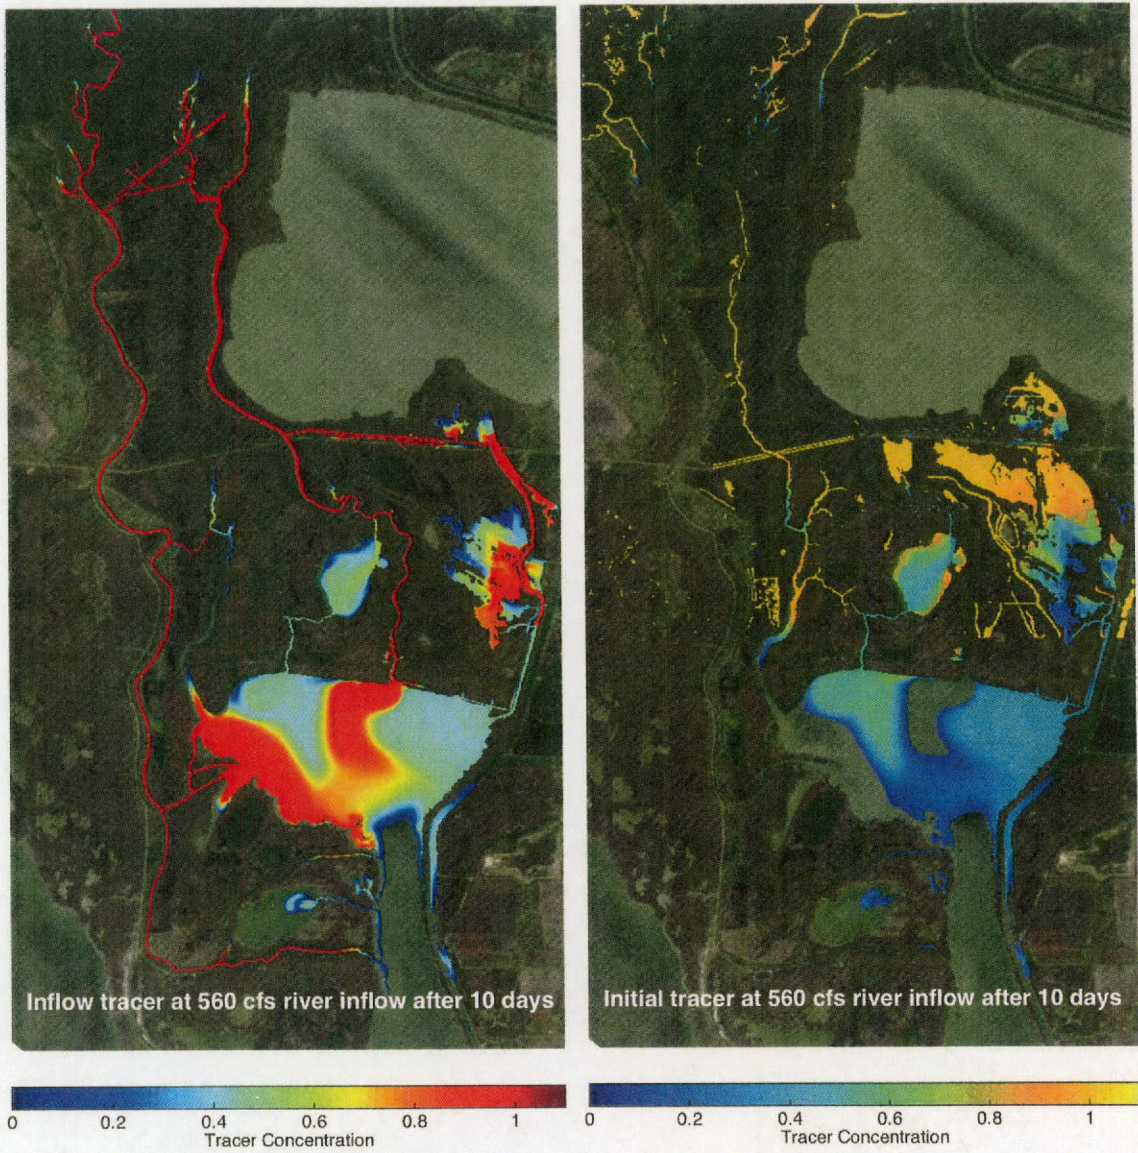 Inflow tracer at 560 cfs river inflow after 10 days
Initial tracer at 560 cfs river inflow after 10 days
0 0.2 0.4 0.6 0.8 1
Tracer Concentration
0 0.2 0.4 0.6 0.8 1
Tracer Concentration